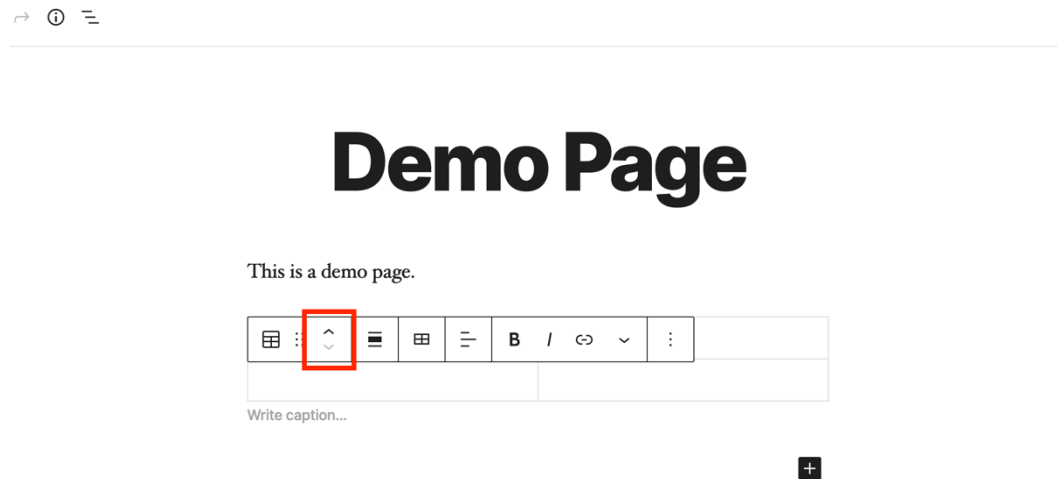 Demo Page
This is a demo page.
B I
Write caption...